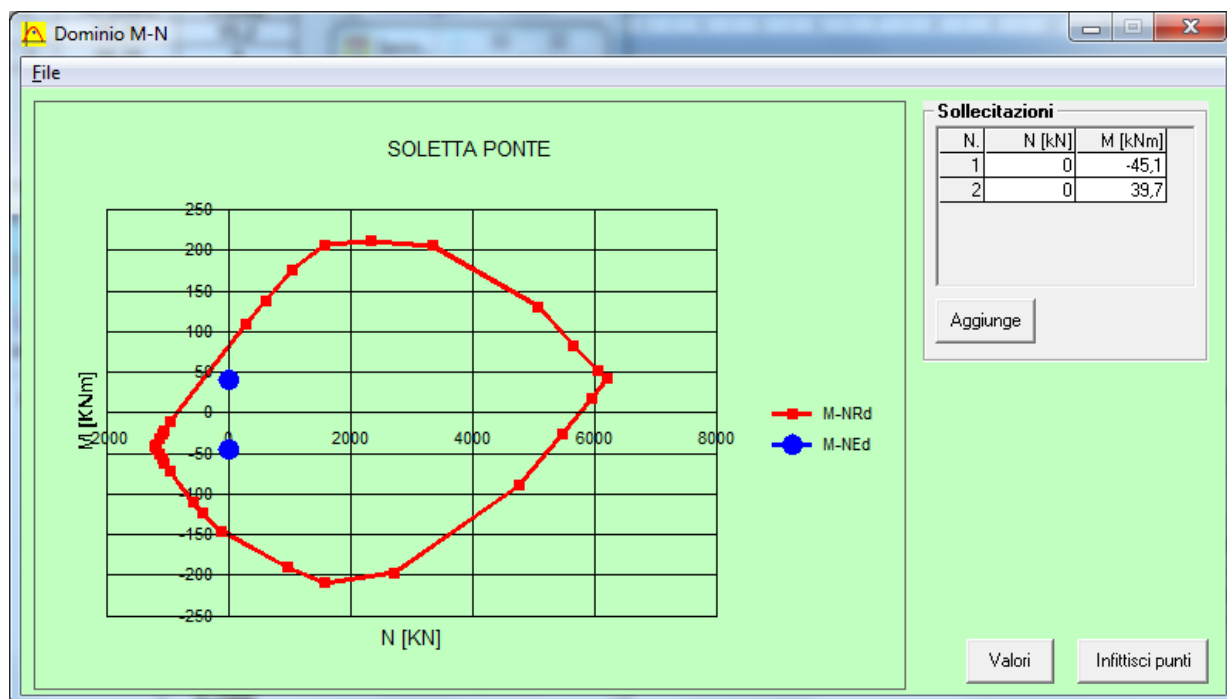 Dominio M-N
File
SOLETTA PONTE
250
200
150
100
50
0
-50
-100
-150
-200
-250
2000
0
2000
4000
6000
8000
M [KNm]
N [KN]
M-NRd
M-NEd
Sollecitazioni
N. N [kN] M [kNm]
1 0 -45,1
2 0 39,7
Aggiunge
Valori
Infittisci punti